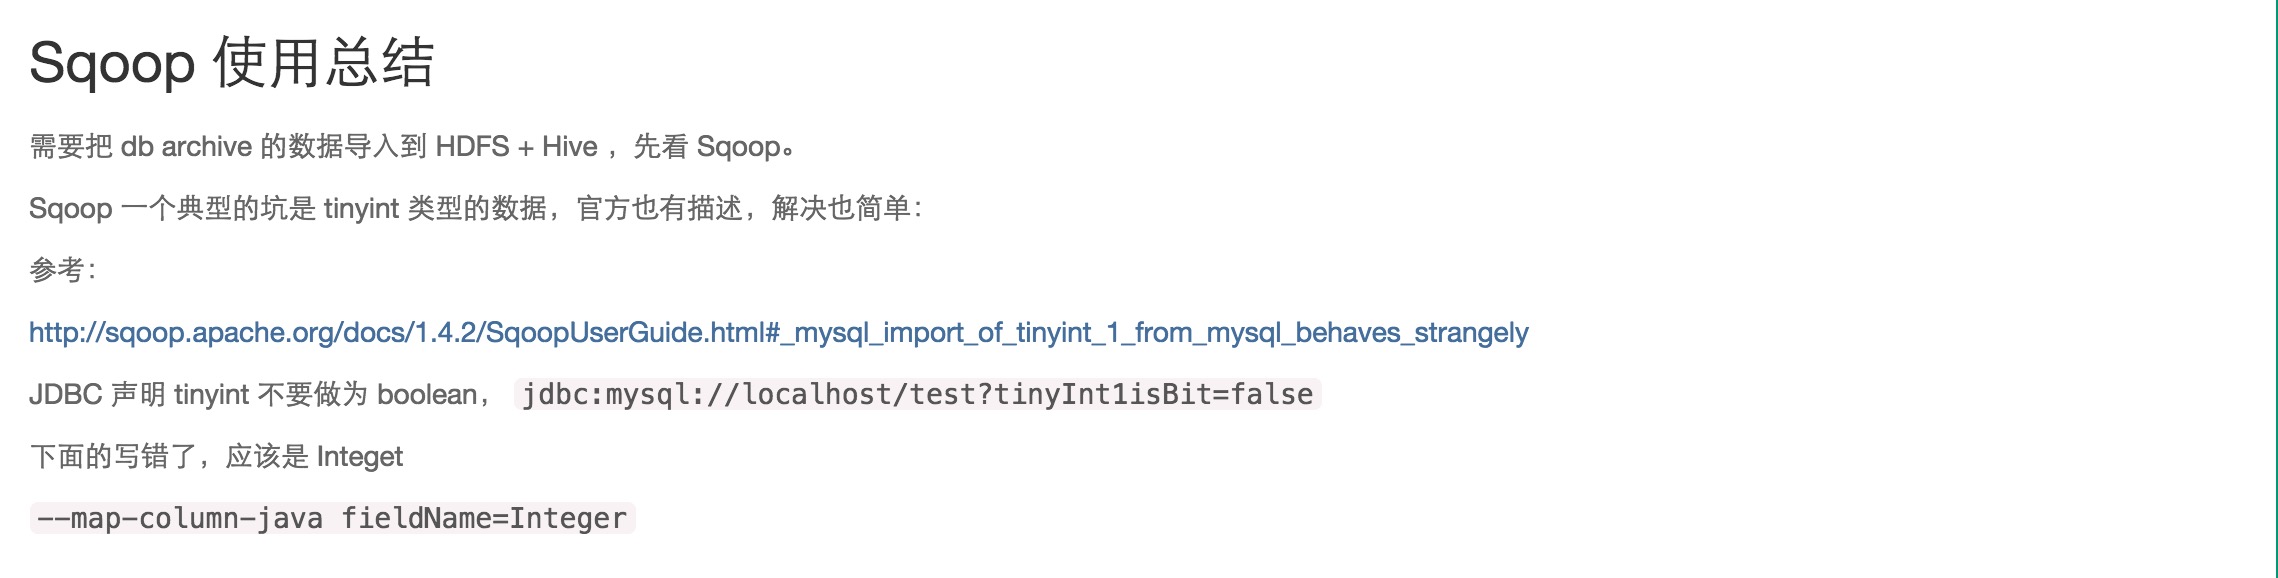 Sqoop 使用总结
需要把 db archive 的数据导入到 HDFS + Hive ，先看 Sqoop。
Sqoop 一个典型的坑是 tinyint 类型的数据，官方也有描述，解决也简单：
参考：
http://sqoop.apache.org/docs/1.4.2/SqoopUserGuide.html#_mysql_import_of_tinyint_1_from_mysql_behaves_strangely
JDBC 声明 tinyint 不要做为 boolean， jdbc:mysql://localhost/test?tinyInt1isBit=false
下面的写错了，应该是 Integet
--map-column-java fieldName=Integer